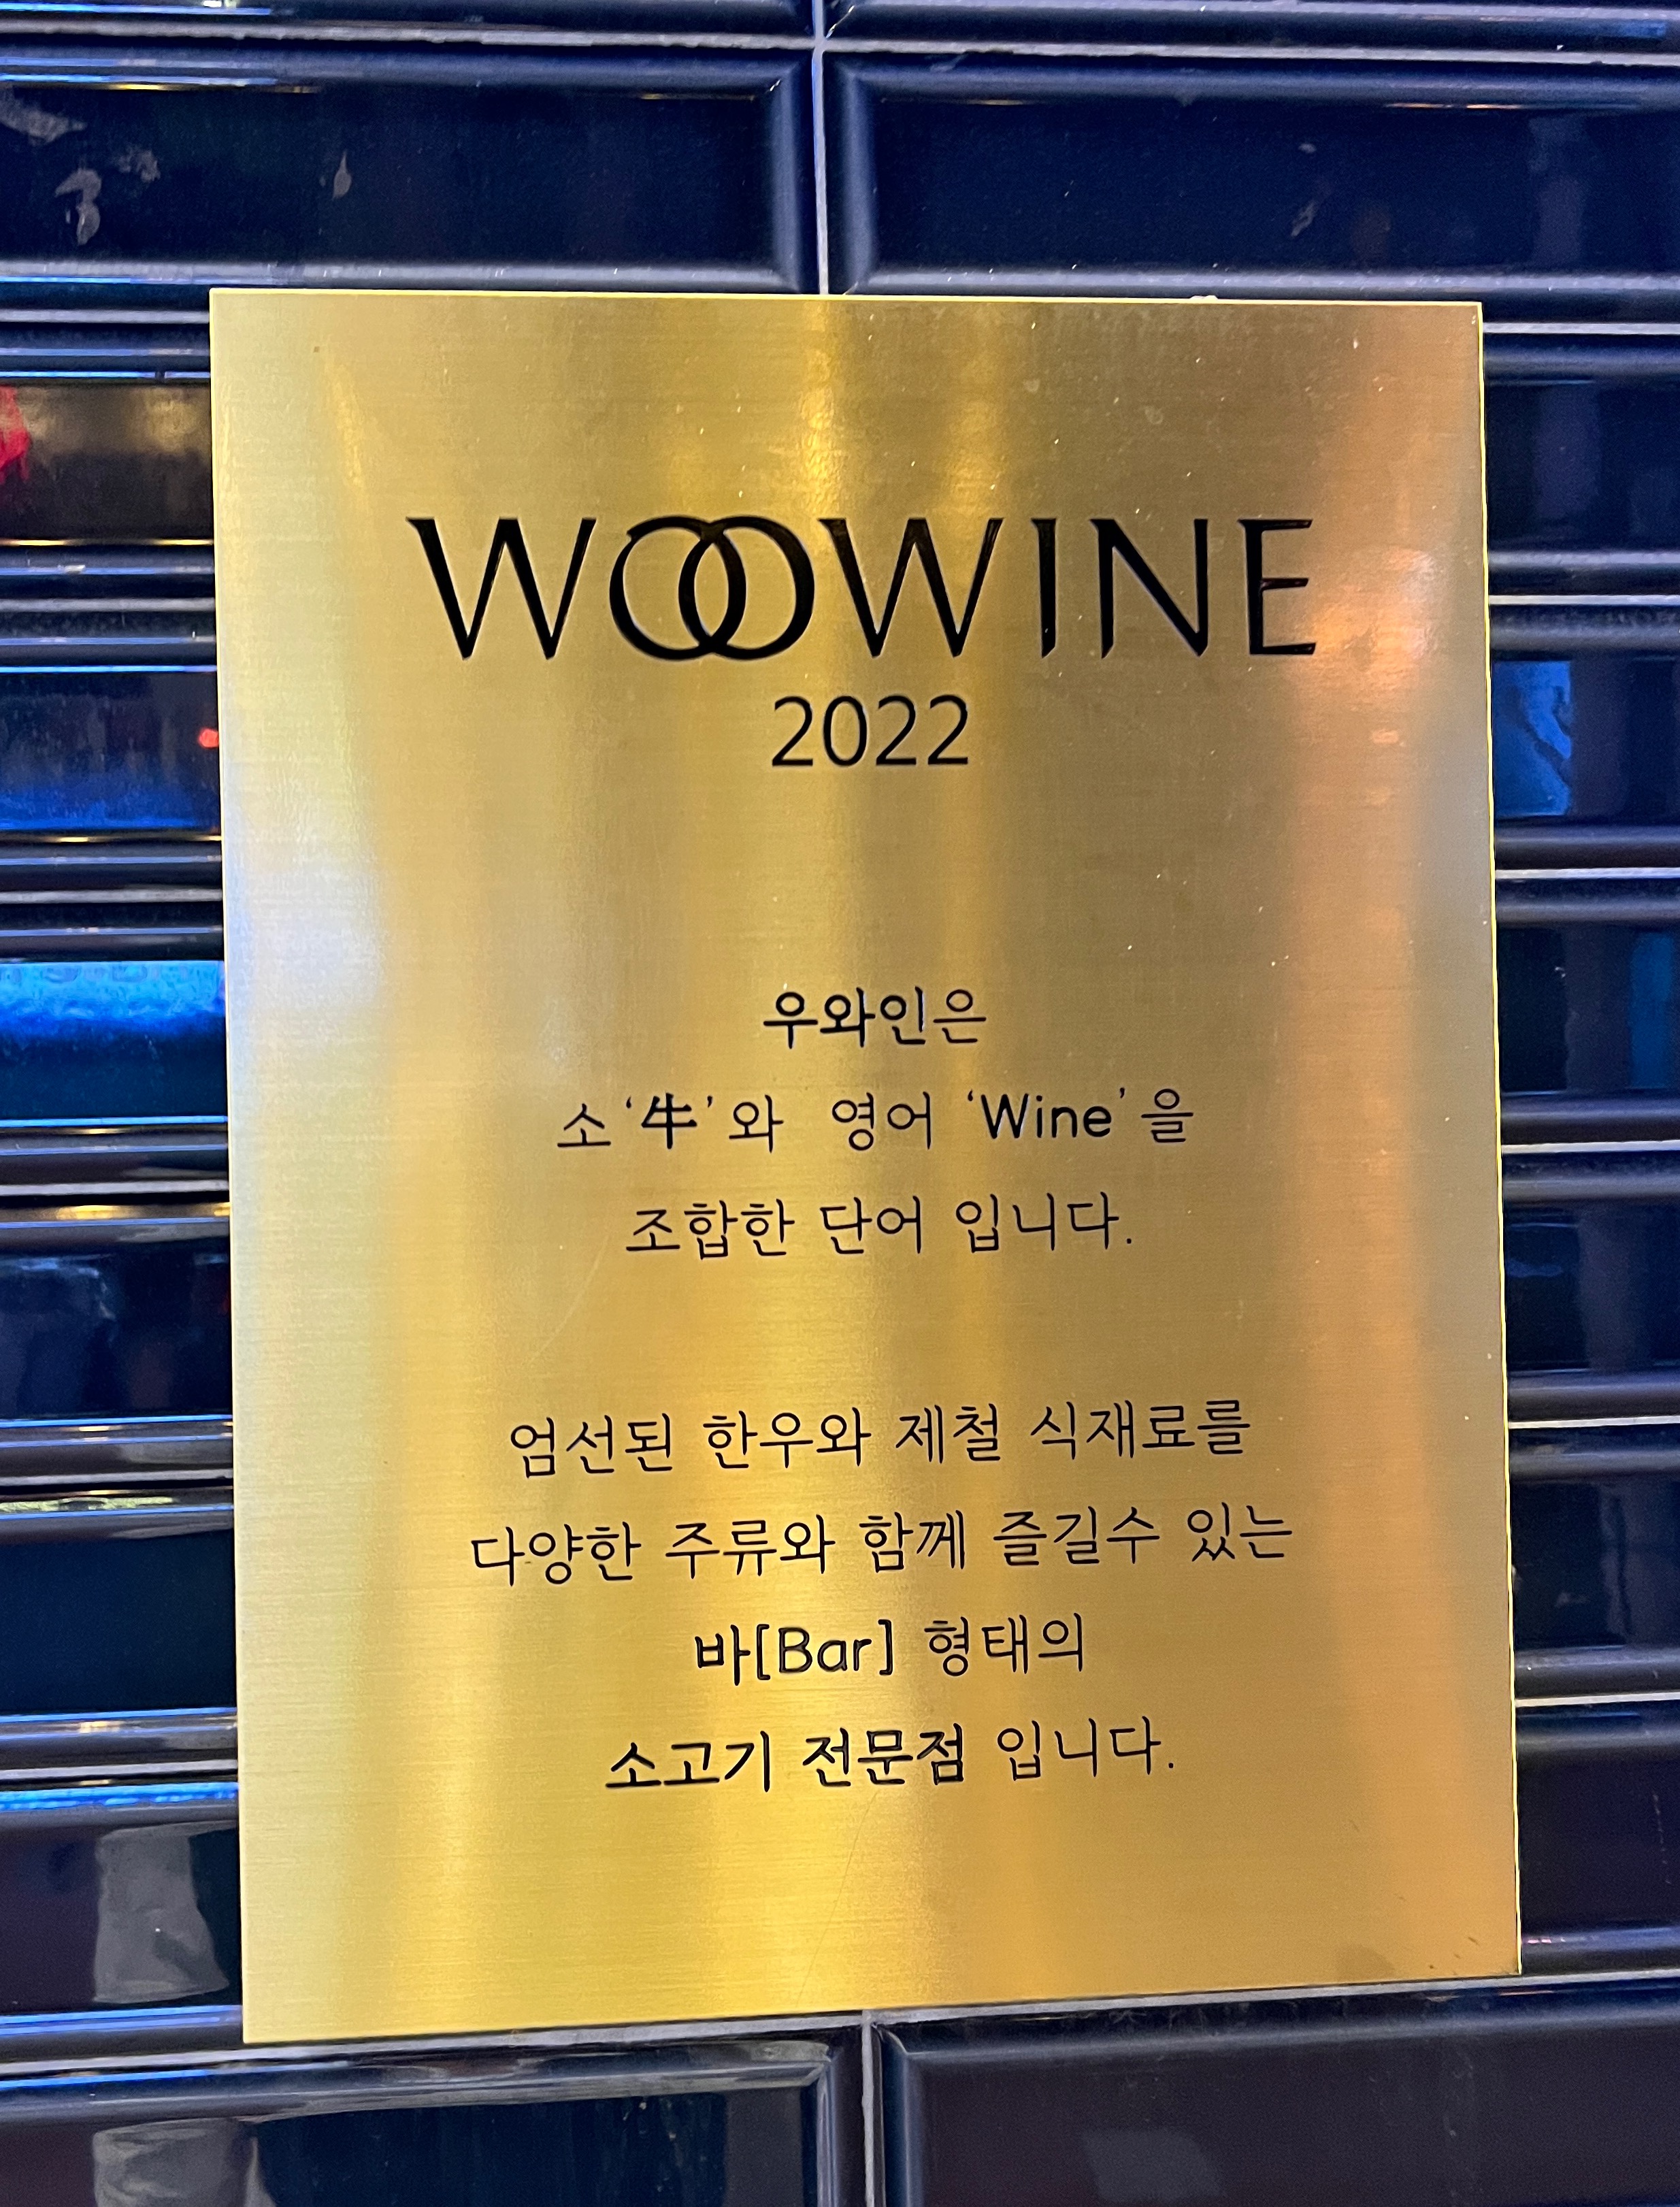 WOOWINE
2022
우와인은
소 ‘牛’ 와 영어 ‘Wine’ 을
조합한 단어 입니다.
엄선된 한우와 제철 식재료를
다양한 주류와 함께 즐길수 있는
바[Bar] 형태의
소고기 전문점 입니다.